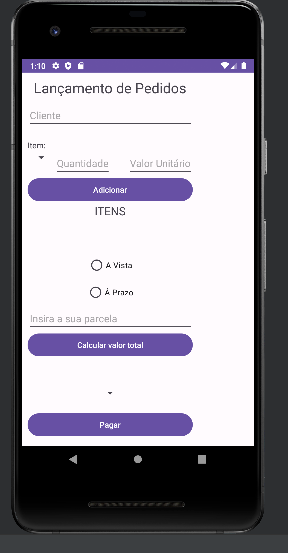 1:10
Lançamento de Pedidos
Cliente
Item:
Quantidade Valor Unitário
Adicionar
ITENS
Á Vista
Á Prazo
Insira a sua parcela
Calcular valor total
Pagar